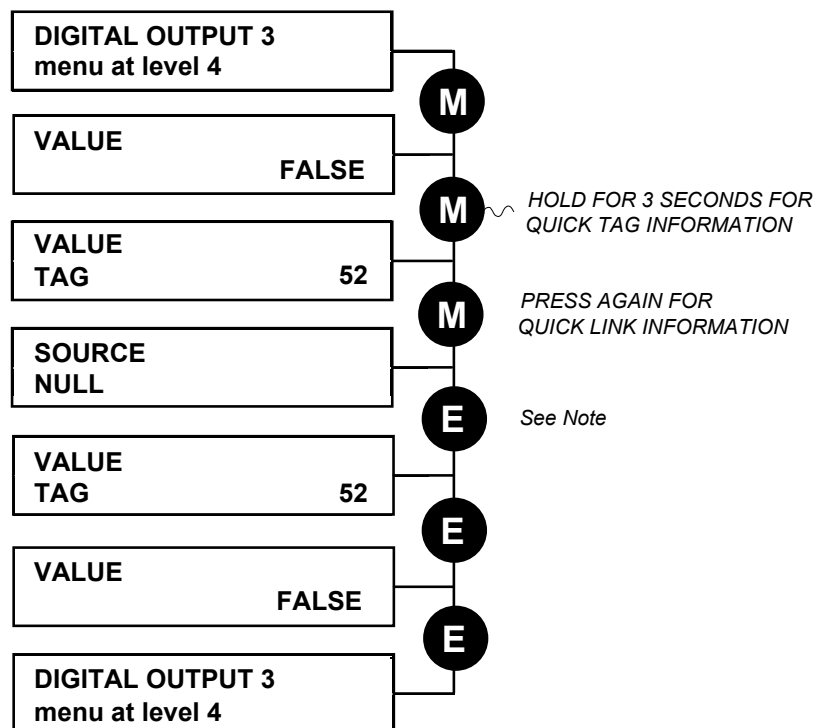 DIGITAL OUTPUT 3
menu at level 4
M
VALUE
FALSE
M
HOLD FOR 3 SECONDS FOR
QUICK TAG INFORMATION
VALUE
TAG 52
M
PRESS AGAIN FOR
QUICK LINK INFORMATION
SOURCE
NULL
E
See Note
VALUE
TAG 52
E
VALUE
FALSE
E
DIGITAL OUTPUT 3
menu at level 4